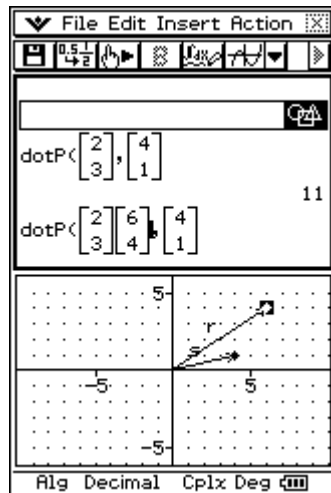 File Edit Insert Action
0.5 1 2
dotP([2 3],[4 1]
11
dotP([2 3][6 4],[4 1]
5
r
s
-5 5
-5
Alg Decimal Cplx Deg